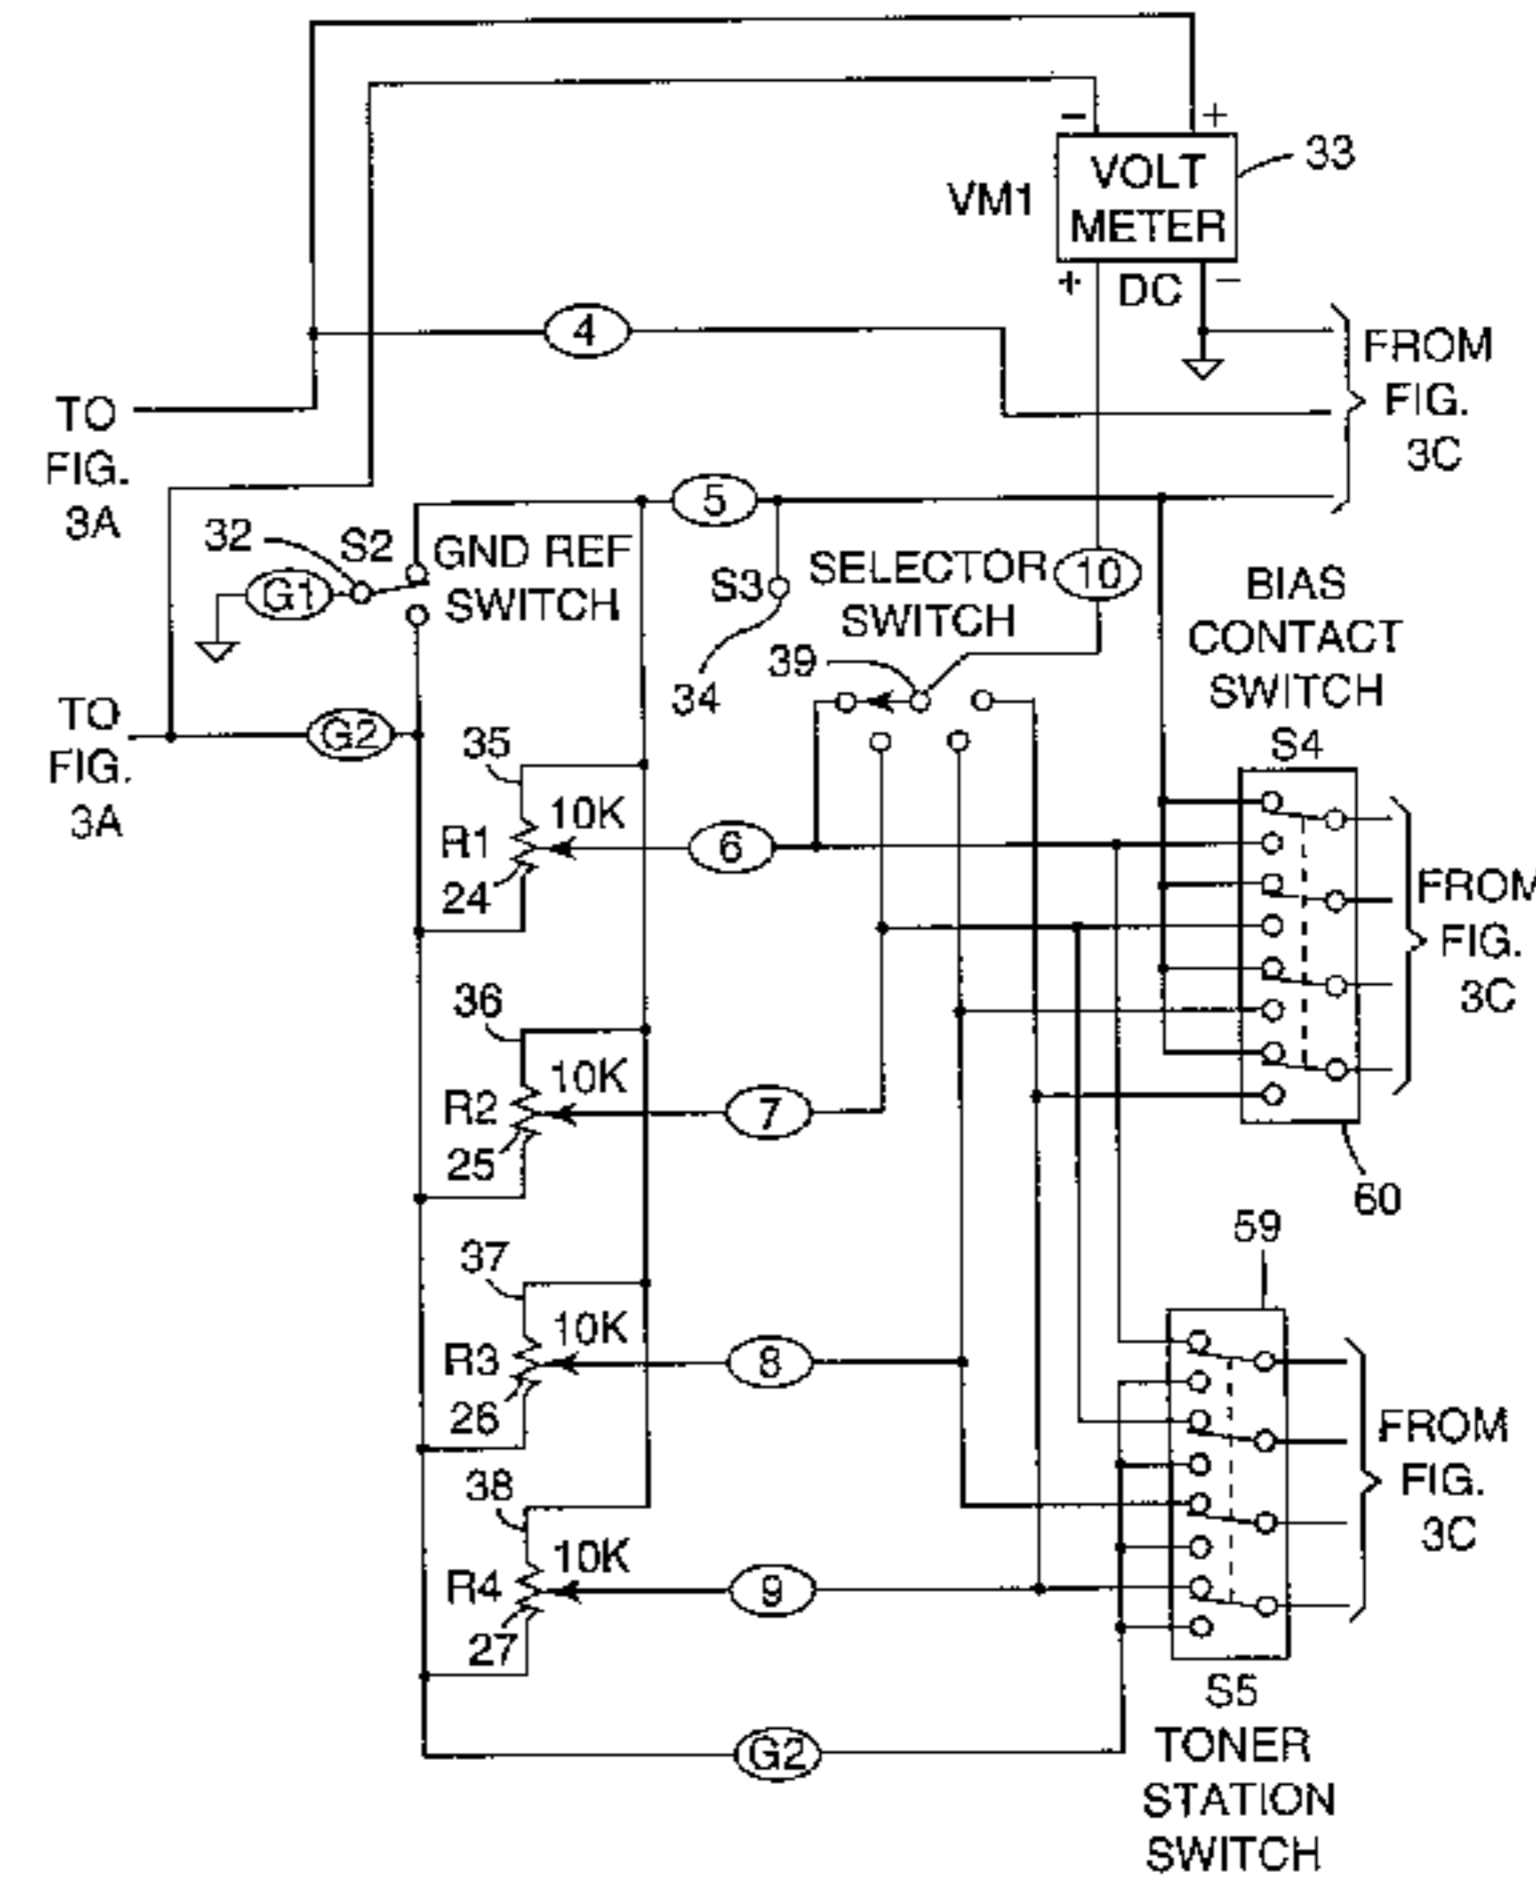 − +
33
VOLT
METER
VM1
+ DC −
4
FROM
FIG.
3C
TO
FIG.
3A
5
32
S2
GND REF
SWITCH
G1
S3
34
SELECTOR
SWITCH
10
39
BIAS
CONTACT
SWITCH
S4
TO
FIG.
3A
G2
35
10K
R1
24
6
FROM
FIG.
3C
36
10K
R2
25
7
60
59
37
10K
R3
26
8
FROM
FIG.
3C
38
10K
R4
27
9
S5
G2
TONER
STATION
SWITCH